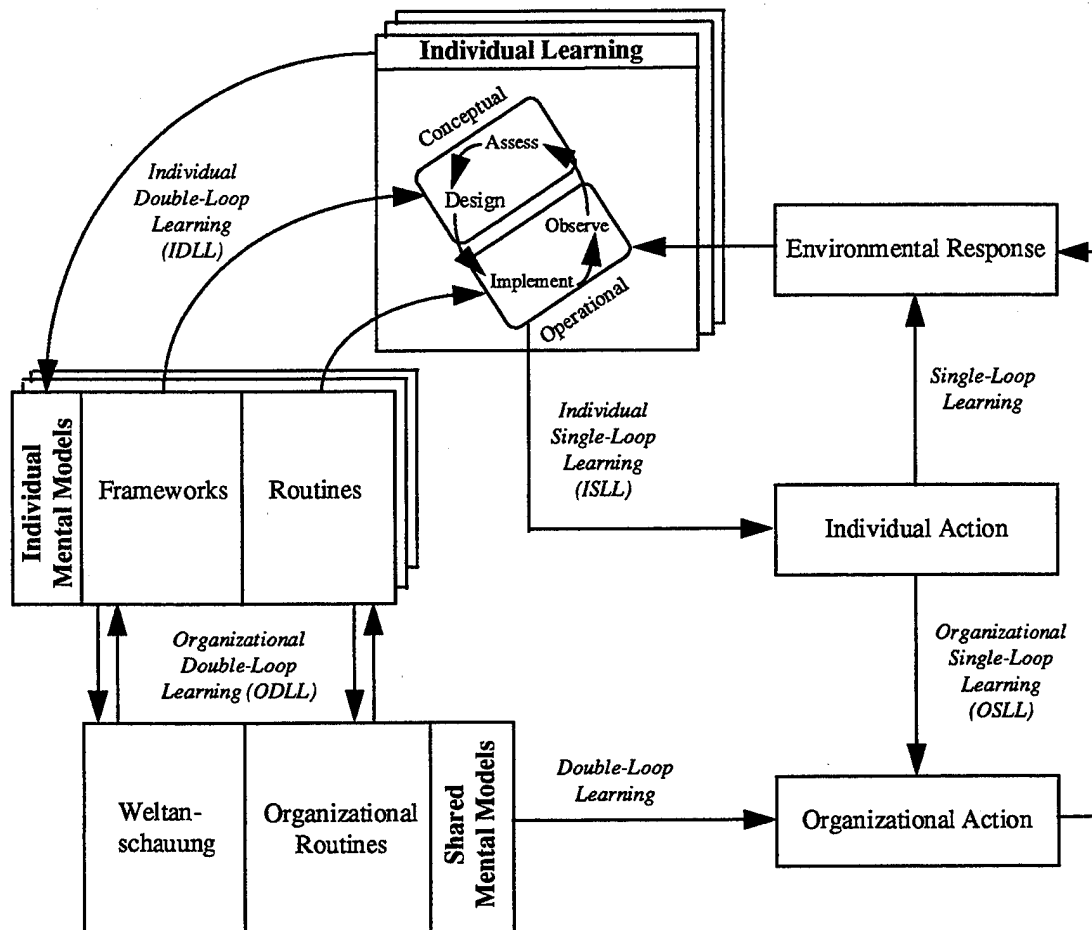 Individual Learning
Conceptual
Assess
Design
Observe
Implement
Operational
Individual
Double-Loop
Learning
(IDLL)
Environmental Response
Individual
Single-Loop
Learning
(ISLL)
Single-Loop
Learning
Individual
Mental Models
Frameworks
Routines
Individual Action
Organizational
Double-Loop
Learning (ODLL)
Organizational
Single-Loop
Learning
(OSLL)
Weltan-
schauung
Organizational
Routines
Shared
Mental Models
Double-Loop
Learning
Organizational Action